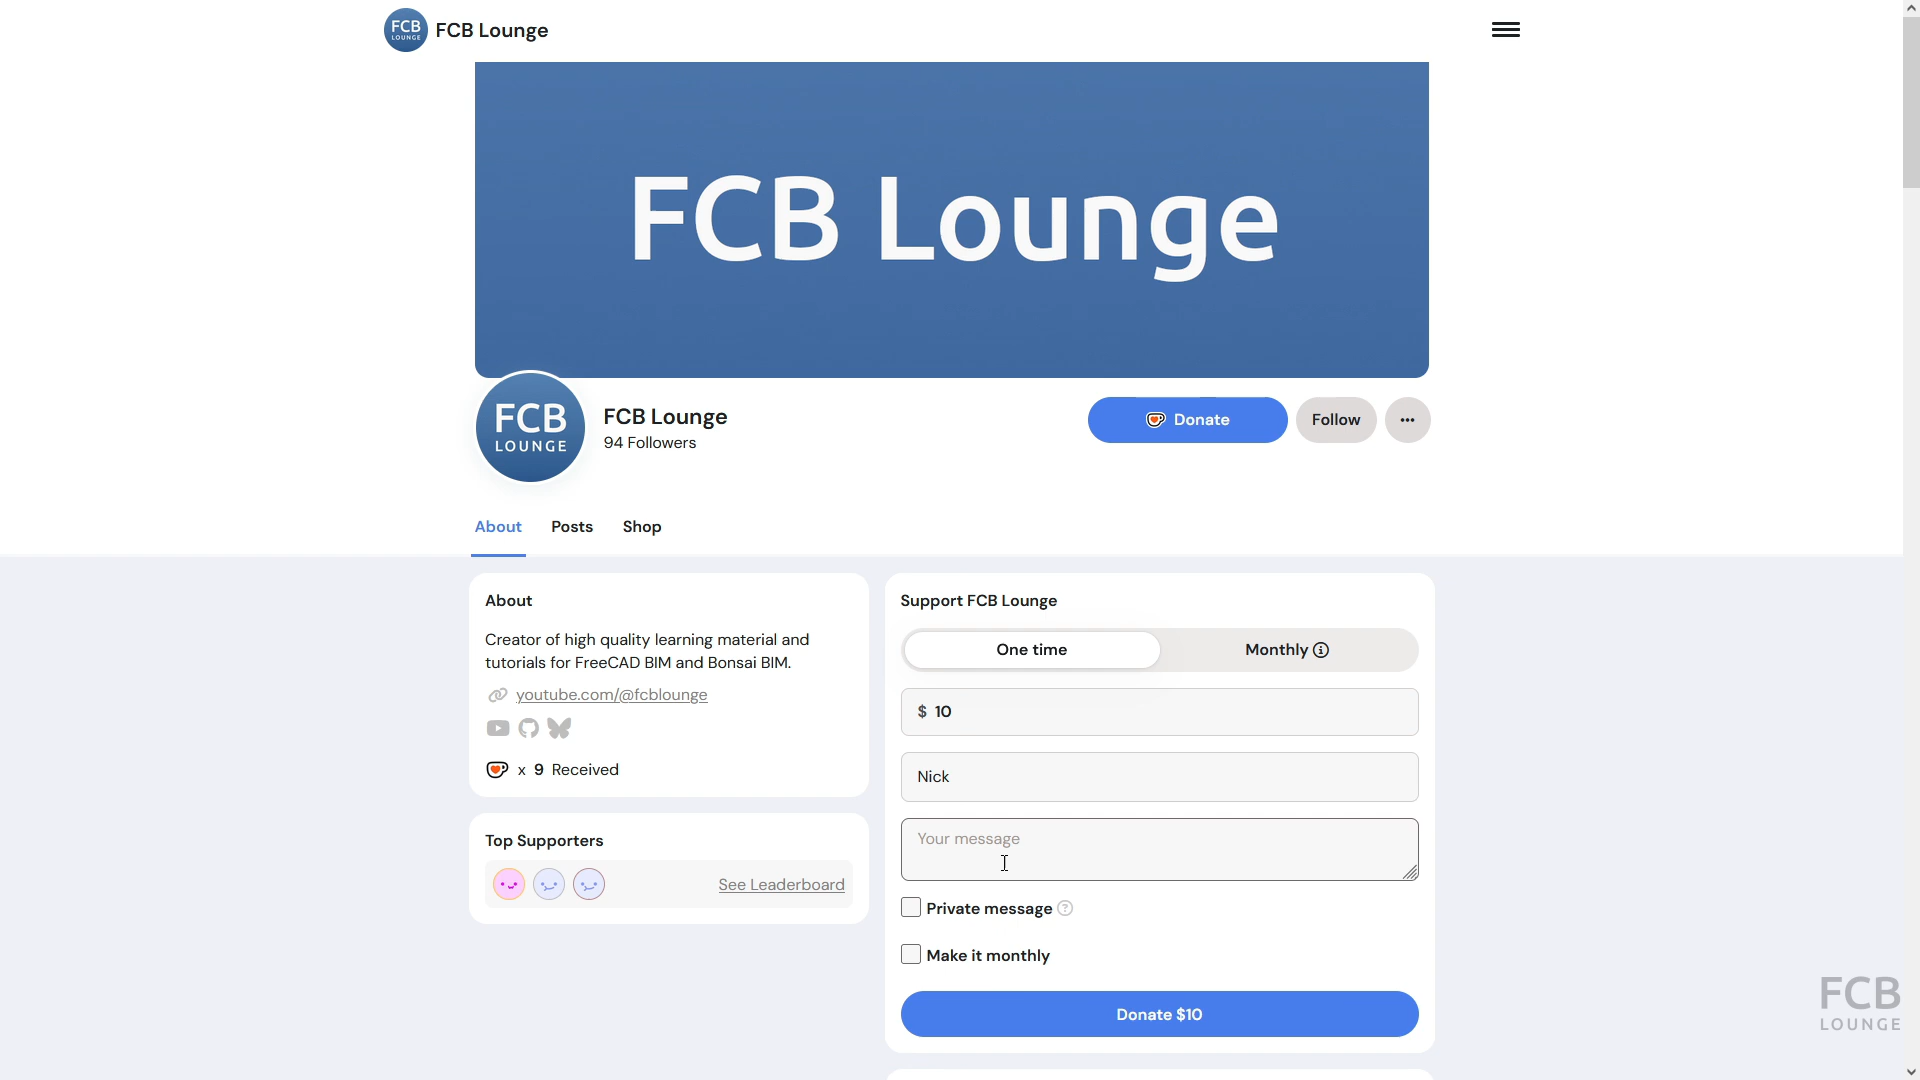 FCB
LOUNGE
FCB Lounge
FCB Lounge
FCB
LOUNGE
FCB Lounge
94 Followers
Donate
Follow
About
Posts
Shop
About
Creator of high quality learning material and
tutorials for FreeCAD BIM and Bonsai BIM.
youtube.com/@fcblounge
x 9 Received
Top Supporters
See Leaderboard
Support FCB Lounge
One time
Monthly
$ 10
Nick
Your message
Private message ?
Make it monthly
Donate $10
FCB
LOUNGE